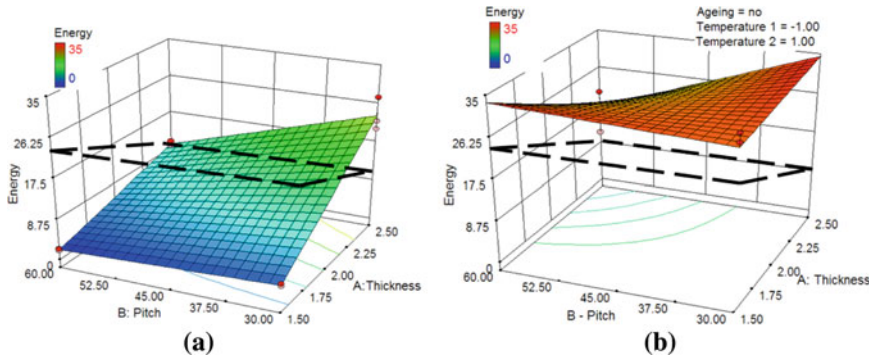 Energy
35
0
35
26.25
17.5
8.75
0
Energy
60.00
52.50
45.00
37.50
30.00
B: Pitch
1.50
1.75
2.00
2.25
2.50
A:Thickness
(a)
Ageing = no
Temperature 1 = -1.00
Temperature 2 = 1.00
Energy
35
0
35
26.25
17.5
8.75
0
Energy
60.00
52.50
45.00
37.50
30.00
B - Pitch
1.50
1.75
2.00
2.25
2.50
A: Thickness
(b)